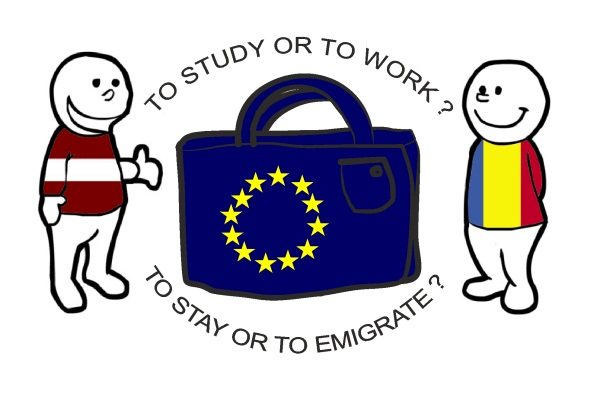 TO STUDY OR TO WORK ?
TO STAY OR TO EMIGRATE ?